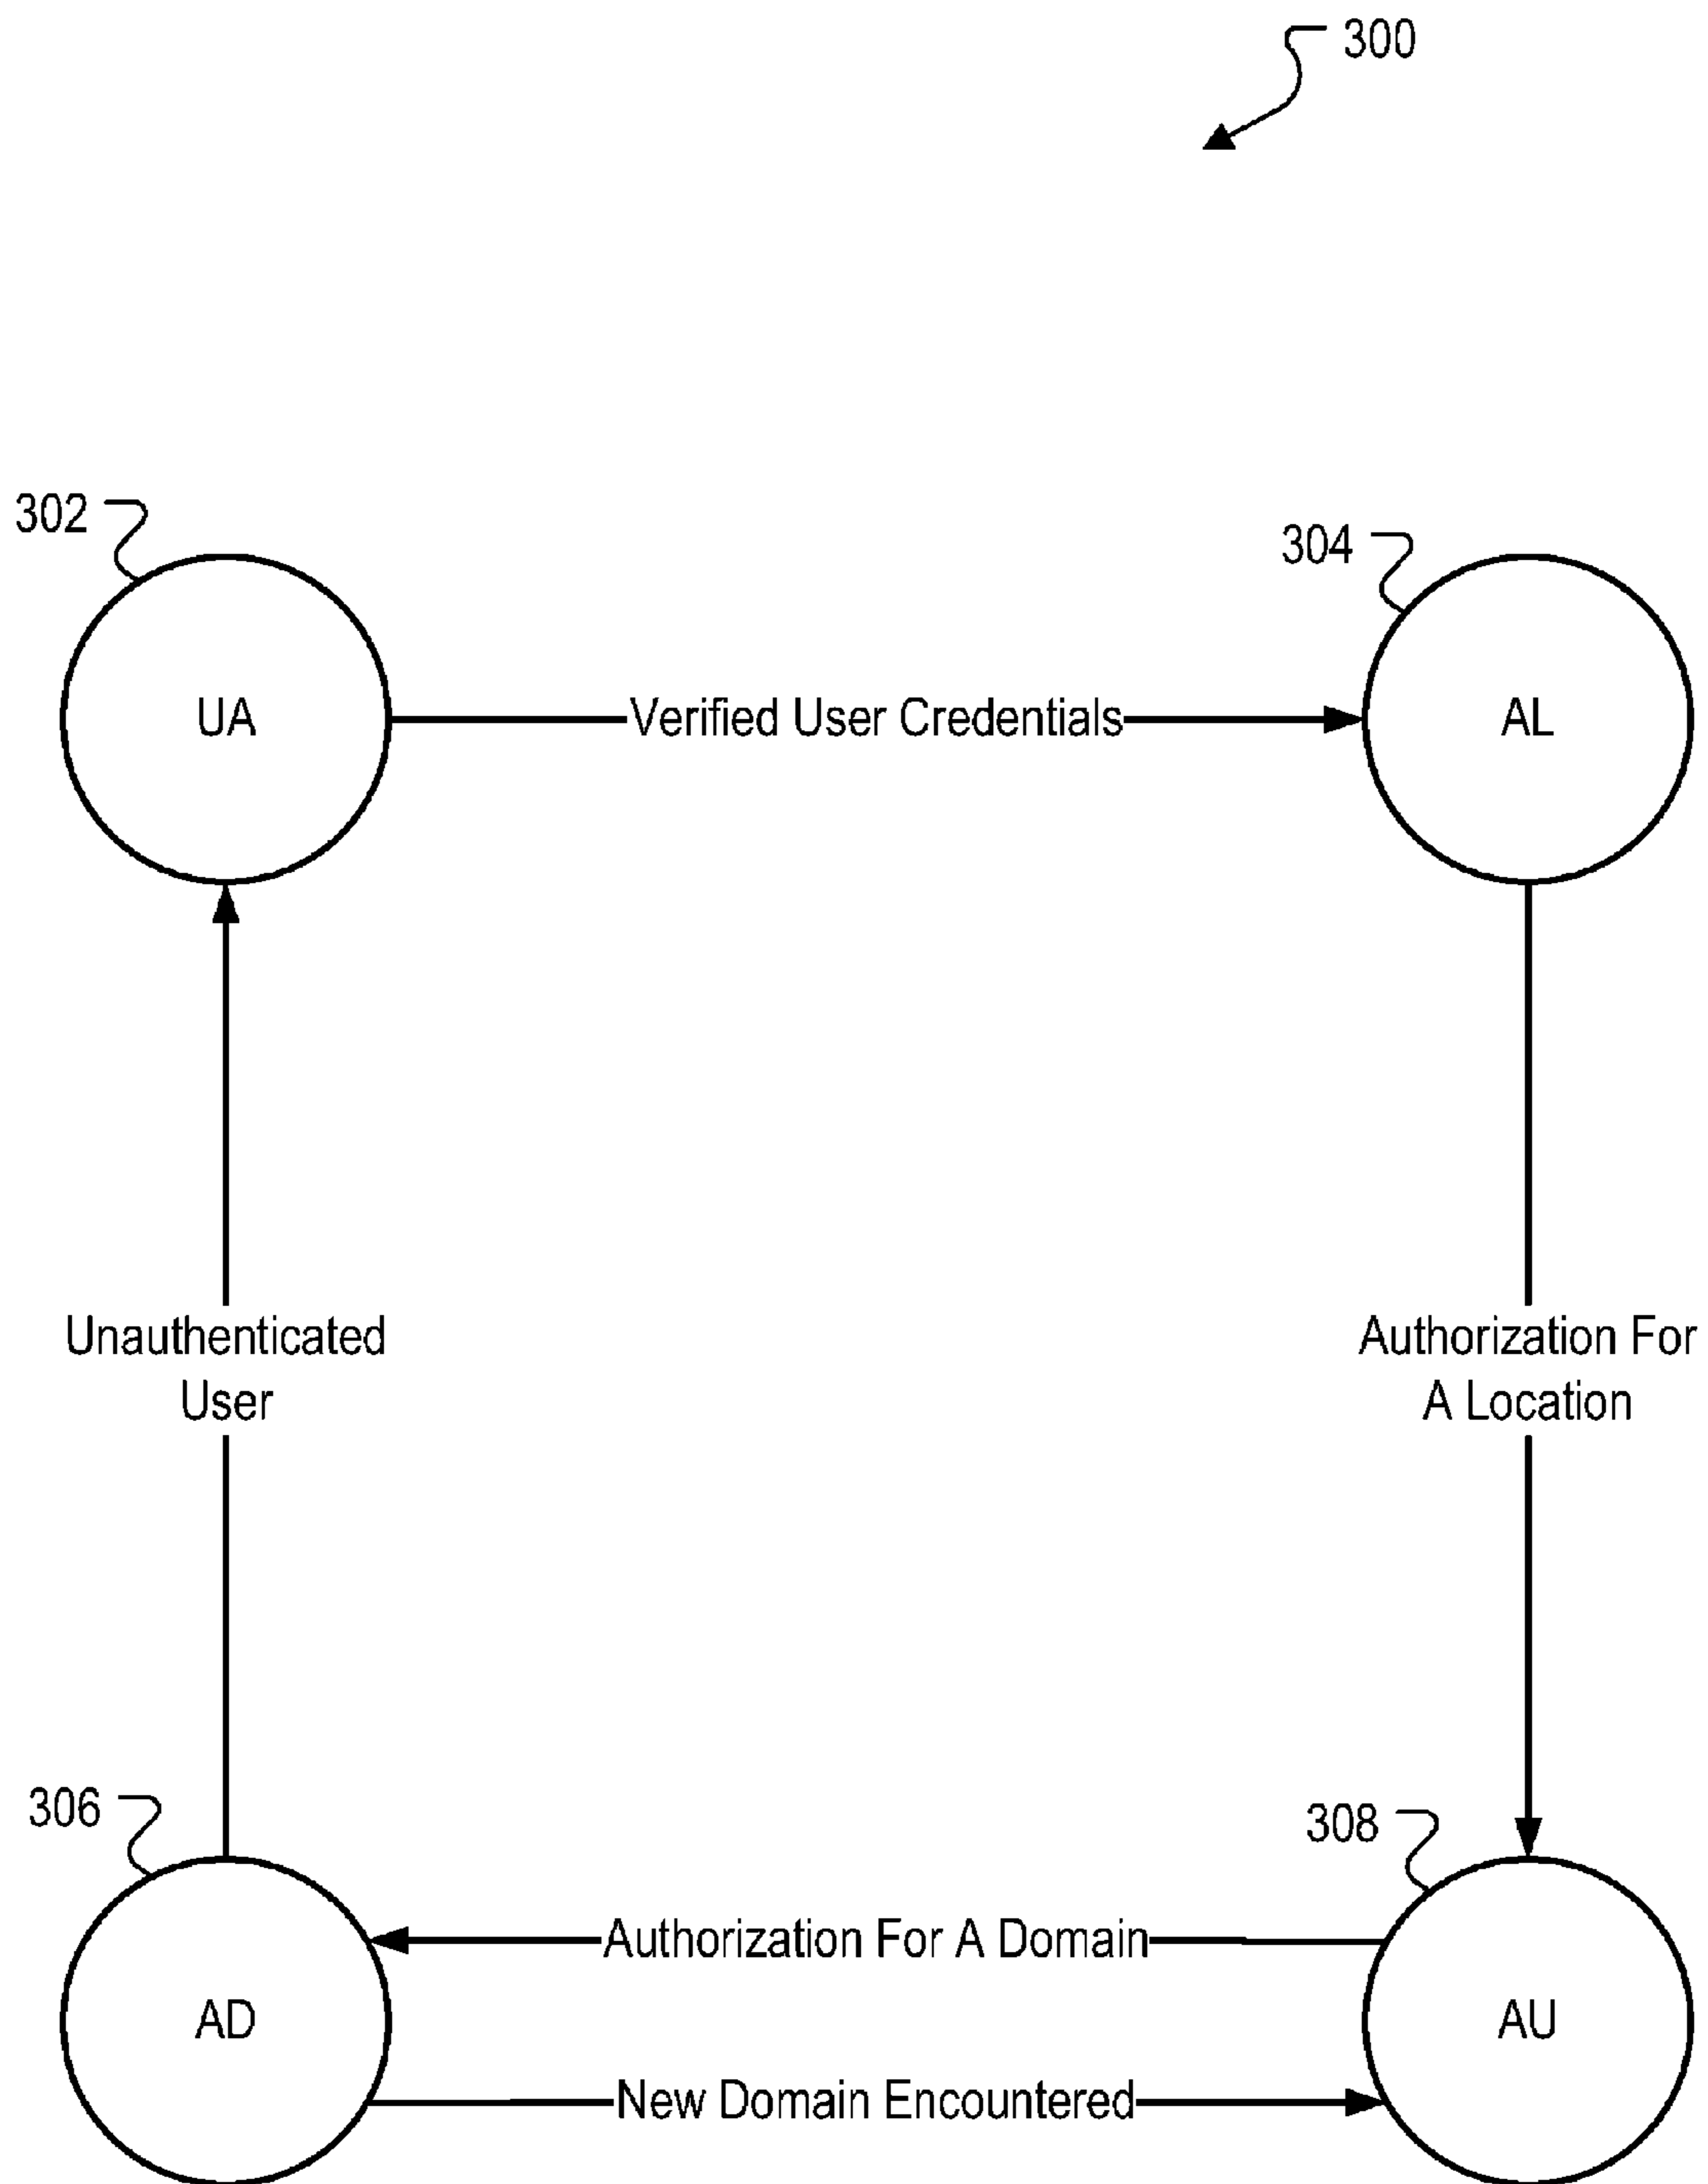 300
302
304
UA
Verified User Credentials
AL
Unauthenticated
User
Authorization For
A Location
306
308
Authorization For A Domain
AD
AU
New Domain Encountered